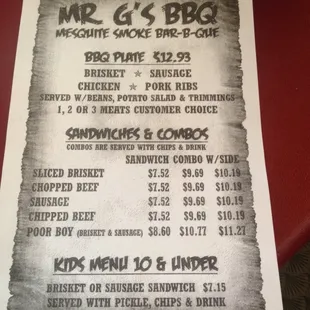 MR G'S BBQ
MESQUITE SMOKE BAR-B-QUE
BBQ PLATE $12.93
BRISKET ★ SAUSAGE
CHICKEN ★ PORK RIBS
SERVED W/BEANS, POTATO SALAD & TRIMMINGS
1, 2 OR 3 MEATS CUSTOMER CHOICE
SANDWICHES & COMBOS
COMBOS ARE SERVED WITH CHIPS & DRINK
SANDWICH COMBO W/SIDE
SLICED BRISKET $7.52 $9.69 $10.19
CHOPPED BEEF $7.52 $9.69 $10.19
SAUSAGE $7.52 $9.69 $10.19
CHIPPED BEEF $7.52 $9.69 $10.19
POOR BOY (BRISKET & SAUSAGE) $8.60 $10.77 $11.27
KIDS MENU 10 & UNDER
BRISKET OR SAUSAGE SANDWICH $7.15
SERVED WITH PICKLE, CHIPS & DRINK